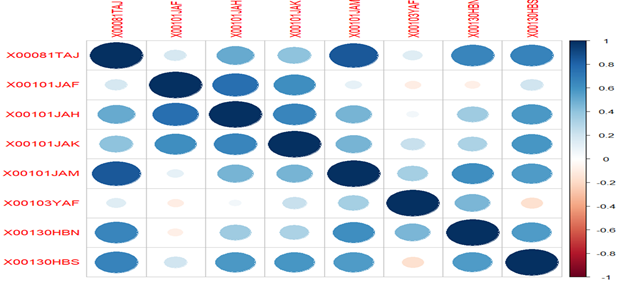 X00081TAJ
X00101JAF
X00101JAH
X00101JAK
X00101JAM
X00103YAF
X00130HBN
X00130HBS
X00081TAJ
X00101JAF
X00101JAH
X00101JAK
X00101JAM
X00103YAF
X00130HBN
X00130HBS
1
0.8
0.6
0.4
0.2
0
-0.2
-0.4
-0.6
-0.8
-1